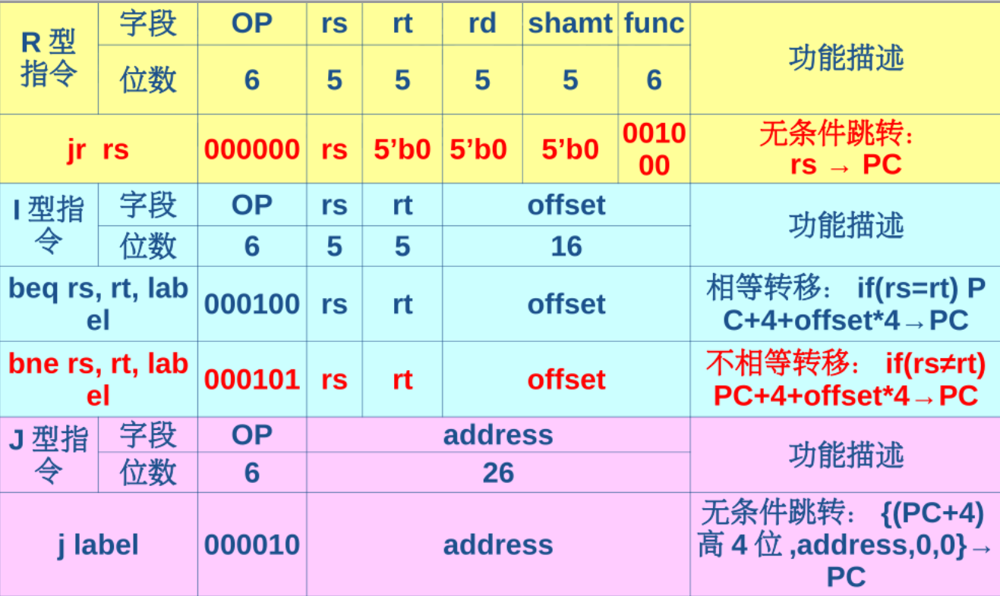 R 型
指令
字段 OP rs rt rd shamt func
功能描述
位数 6 5 5 5 5 6
jr rs 000000 rs 5’b0 5’b0 5’b0
0010
00
无条件跳转：
rs → PC
I 型指
令
字段 OP rs rt offset
功能描述
位数 6 5 5 16
beq rs, rt, lab
el
000100 rs rt offset
相等转移： if(rs=rt) P
C+4+offset*4→PC
bne rs, rt, lab
el
000101 rs rt offset
不相等转移： if(rs≠rt)
PC+4+offset*4→PC
J 型指
令
字段 OP address
功能描述
位数 6 26
j label 000010 address
无条件跳转： {(PC+4)
高 4 位 ,address,0,0}→
PC